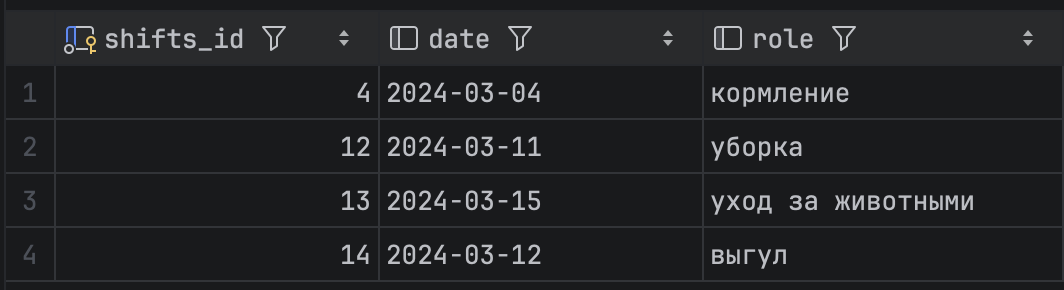 shifts_id date role
1 4 2024-03-04 кормление
2 12 2024-03-11 уборка
3 13 2024-03-15 уход за животными
4 14 2024-03-12 выгул